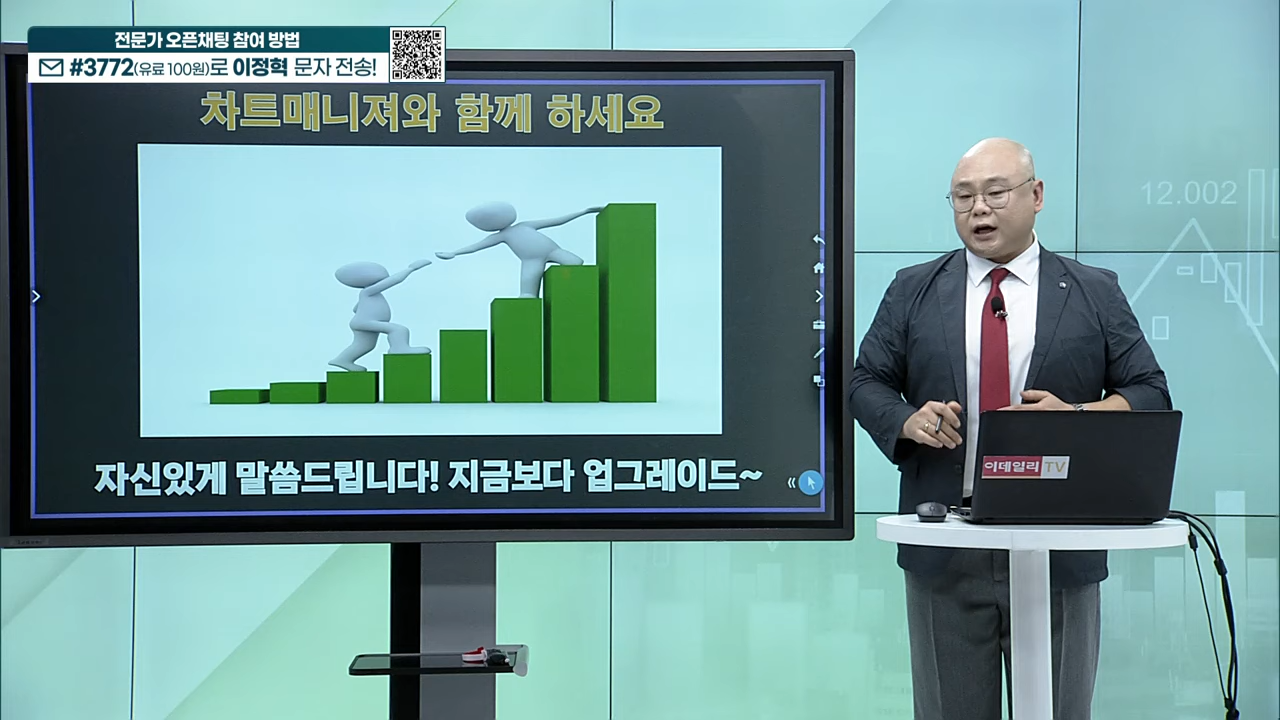 전문가 오픈채팅 참여 방법
#3772(유료 100원)로 이정혁 문자 전송!
차트매니져와 함께 하세요
12.002
자신있게 말씀드립니다! 지금보다 업그레이드~
이데일리TV